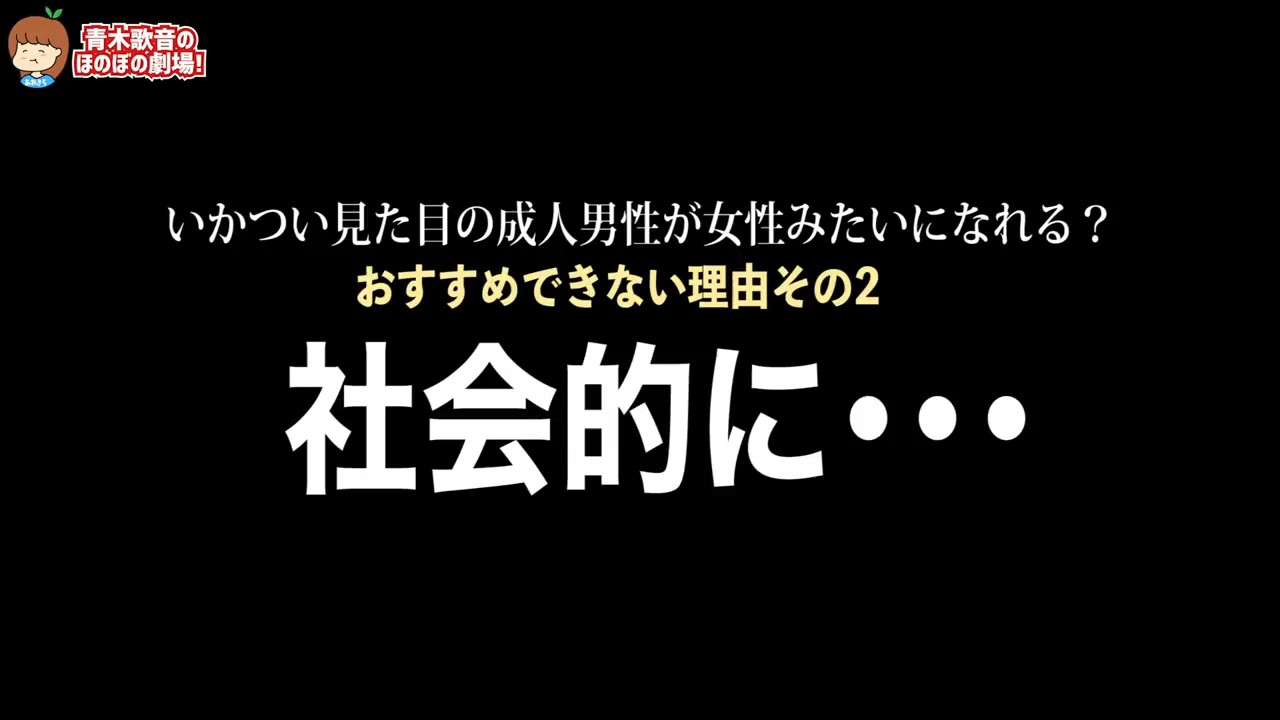 青木歌音の
ほのぼの劇場!
いかつい見た目の成人男性が女性みたいになれる？
おすすめできない理由その2
社会的に・・・